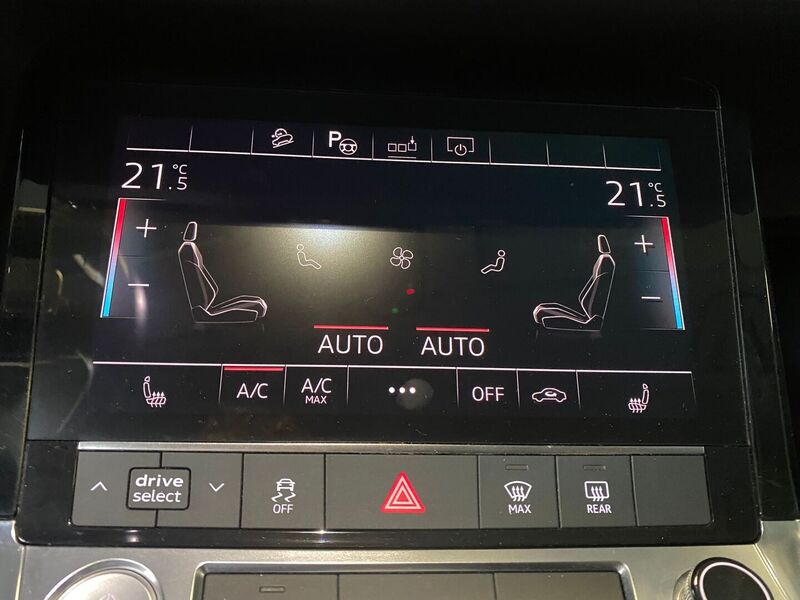 P
21.5 °C
21.5 °C
+
+
−
−
AUTO AUTO
A/C A/C MAX ... OFF
drive select
OFF
MAX
REAR